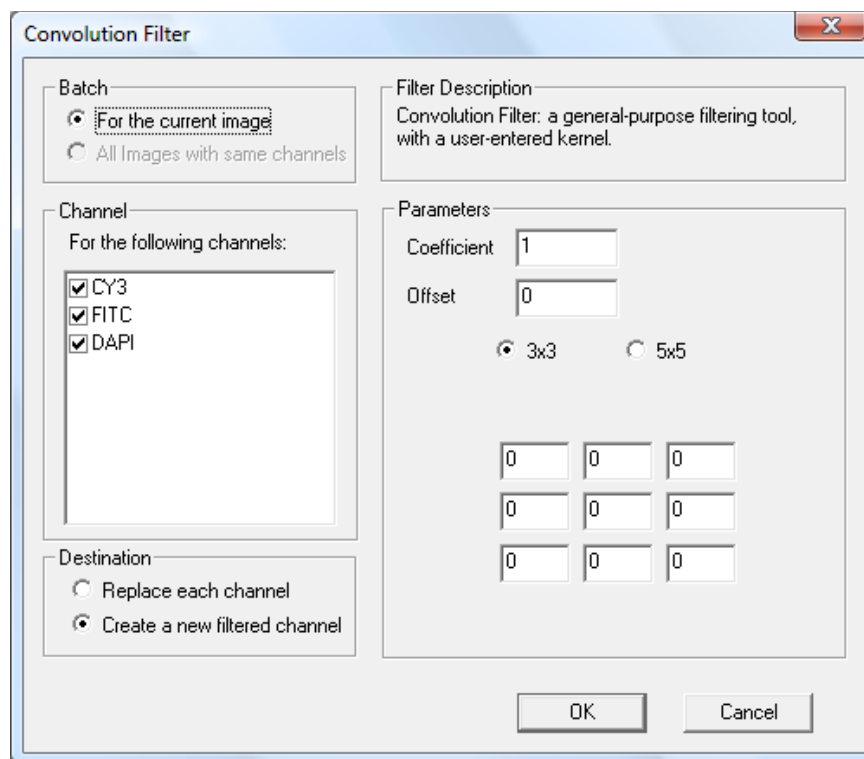 Convolution Filter
Batch
For the current image
All Images with same channels
Filter Description
Convolution Filter: a general-purpose filtering tool,
with a user-entered kernel.
Channel
For the following channels:
CY3
FITC
DAPI
Destination
Replace each channel
Create a new filtered channel
Parameters
Coefficient 1
Offset 0
3x3 5x5
0 0 0
0 0 0
0 0 0
OK Cancel